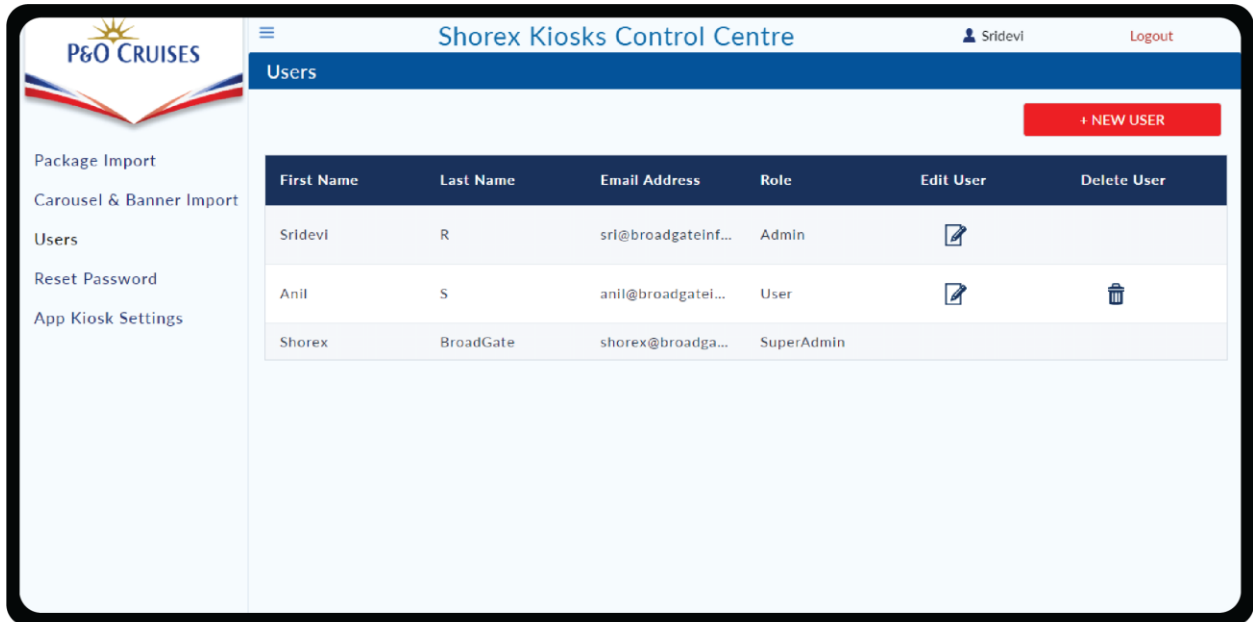 P&O CRUISES
Shorex Kiosks Control Centre
Sridevi
Logout
Users
+ NEW USER
Package Import
Carousel & Banner Import
Users
Reset Password
App Kiosk Settings
First Name Last Name Email Address Role Edit User Delete User
Sridevi R sri@broadgateinf... Admin
Anil S anil@broadgatei... User
Shorex BroadGate shorex@broadga... SuperAdmin